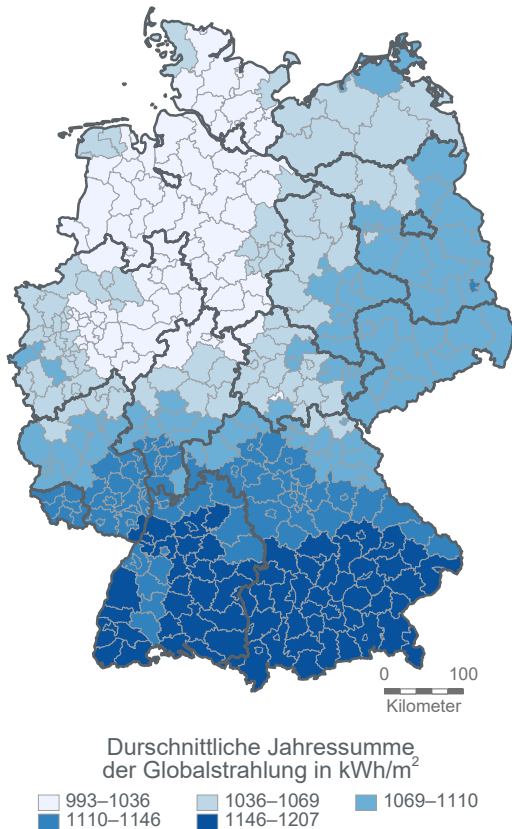 0 100
Kilometer
Durschnittliche Jahressumme
der Globalstrahlung in kWh/m²
993–1036 1036–1069 1069–1110
1110–1146 1146–1207